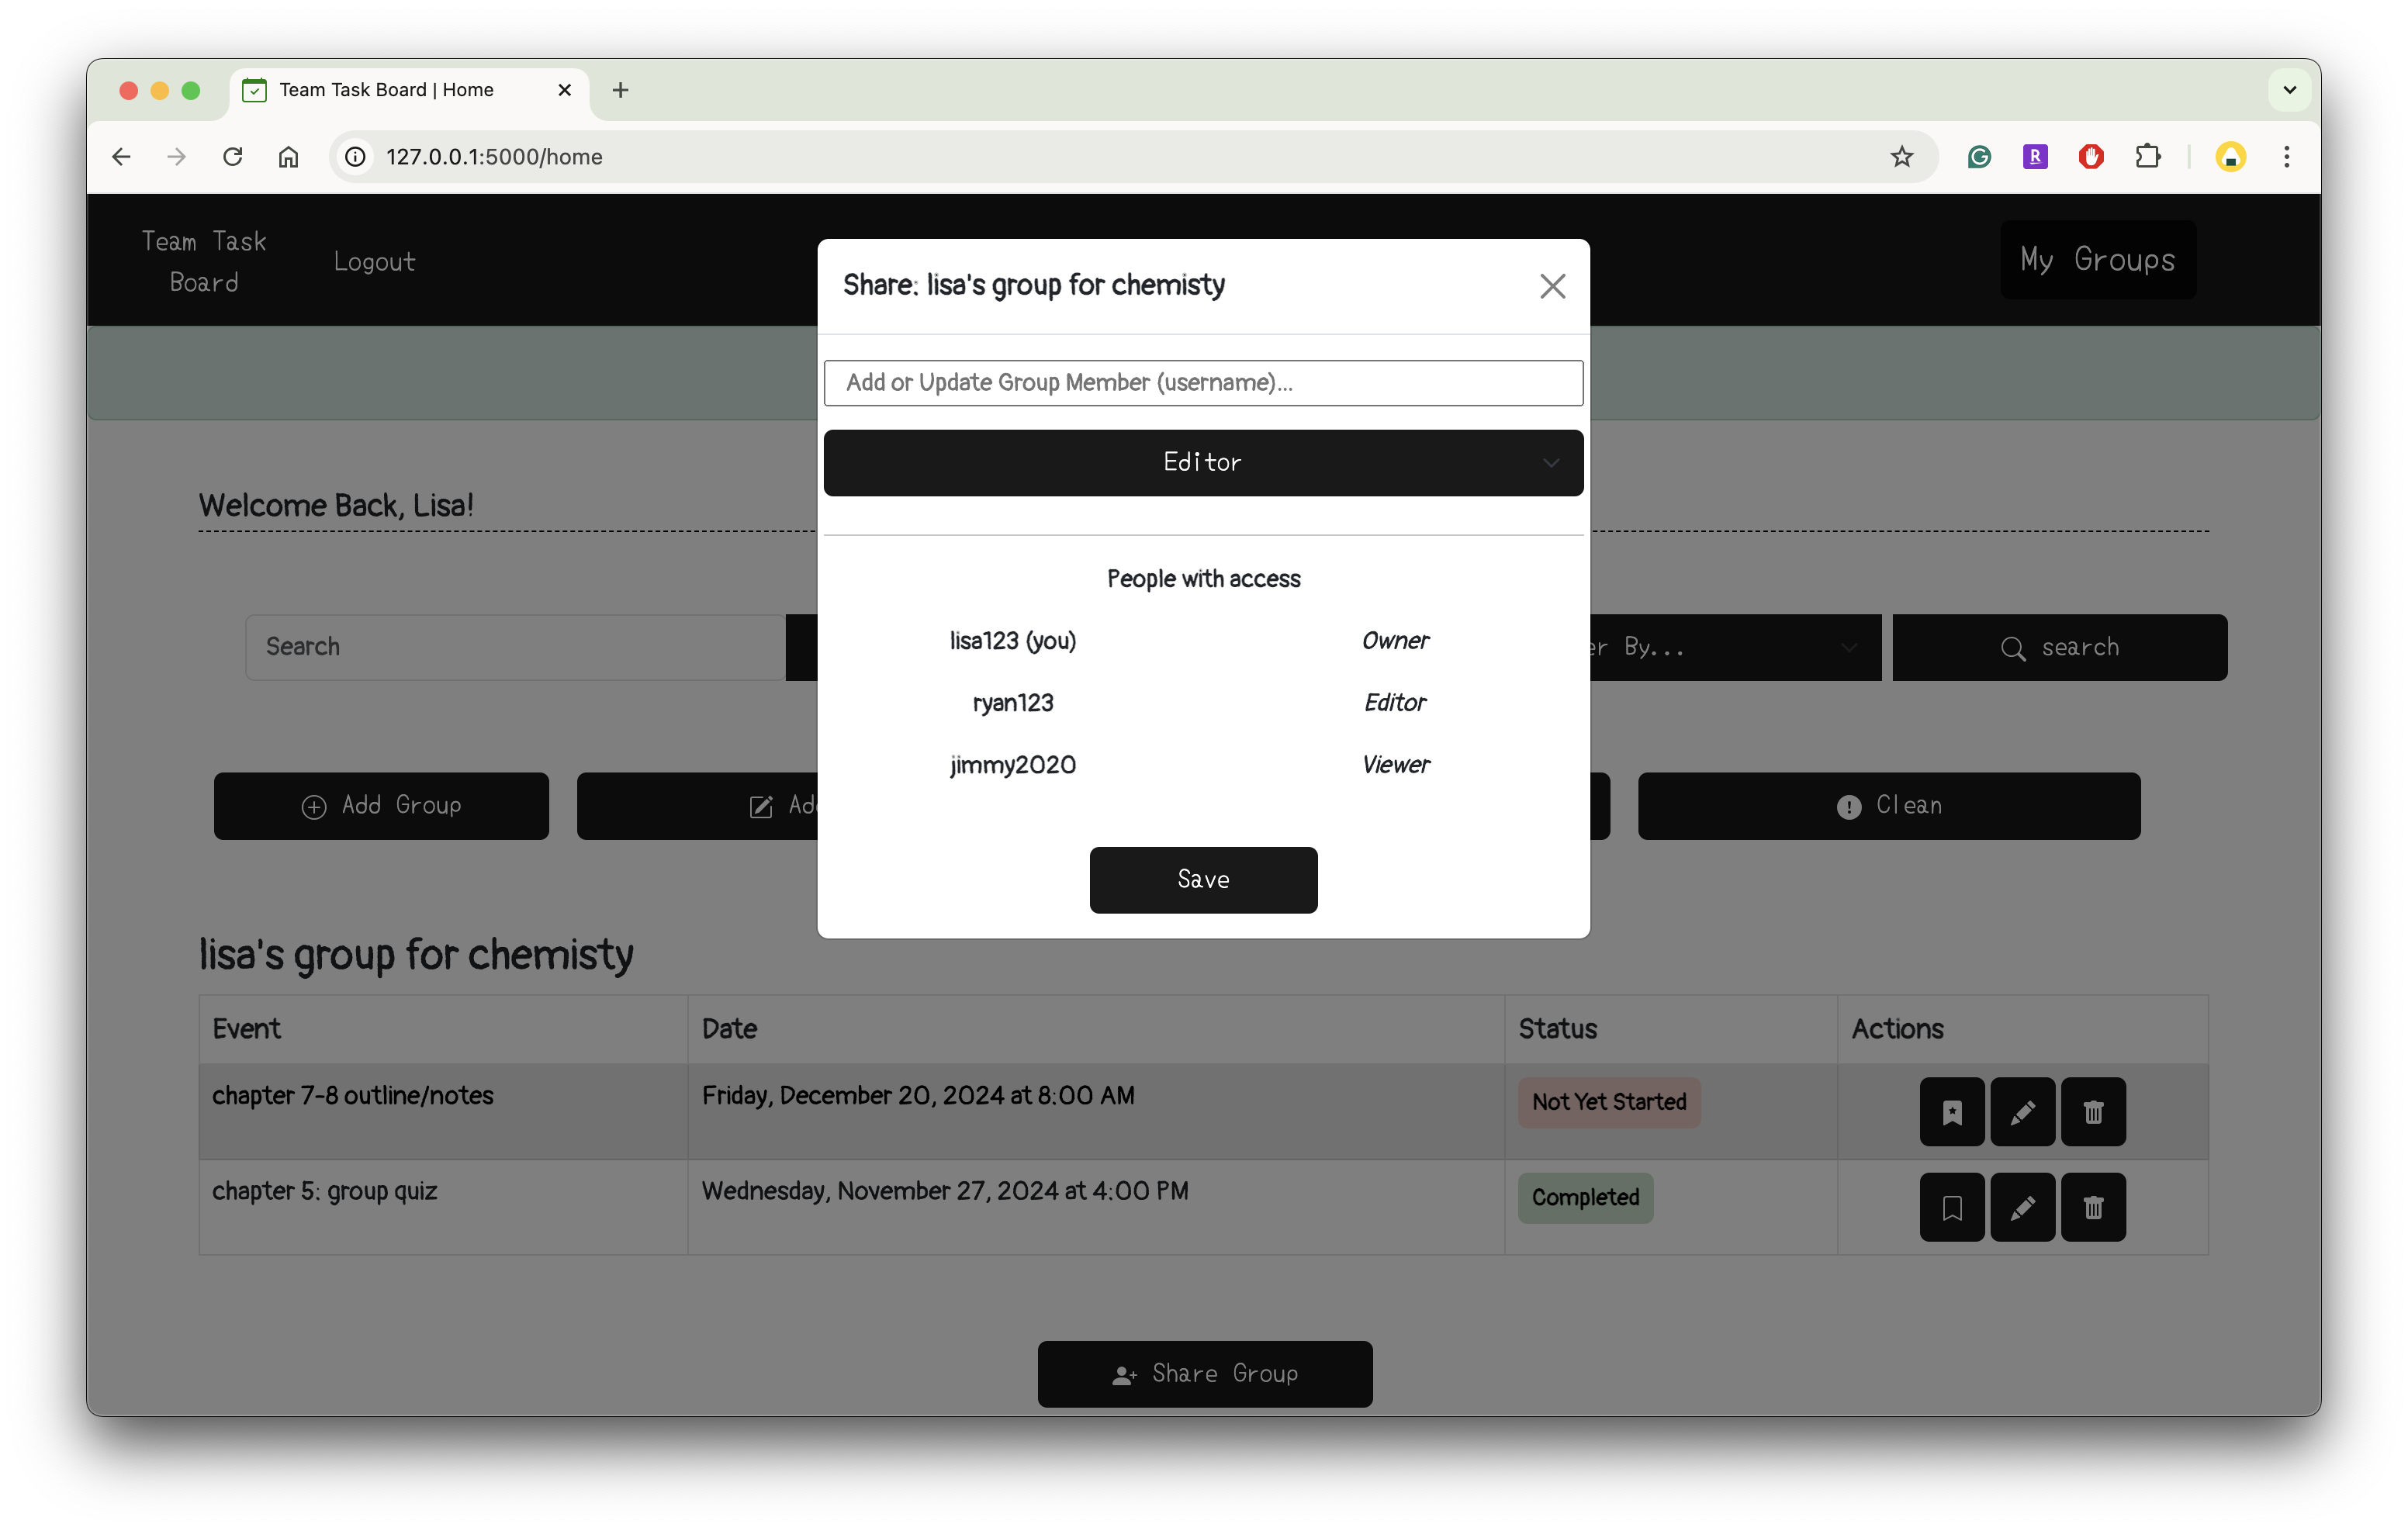 Team Task Board | Home
127.0.0.1:5000/home
Team Task
Board
Logout
My Groups
Share: lisa's group for chemisty
Add or Update Group Member (username)...
Editor
Welcome Back, Lisa!
People with access
lisa123 (you) Owner
ryan123 Editor
jimmy2020 Viewer
Save
Search
By...
search
Add Group
Clean
lisa's group for chemisty
Event Date Status Actions
chapter 7-8 outline/notes Friday, December 20, 2024 at 8:00 AM Not Yet Started
chapter 5: group quiz Wednesday, November 27, 2024 at 4:00 PM Completed
Share Group